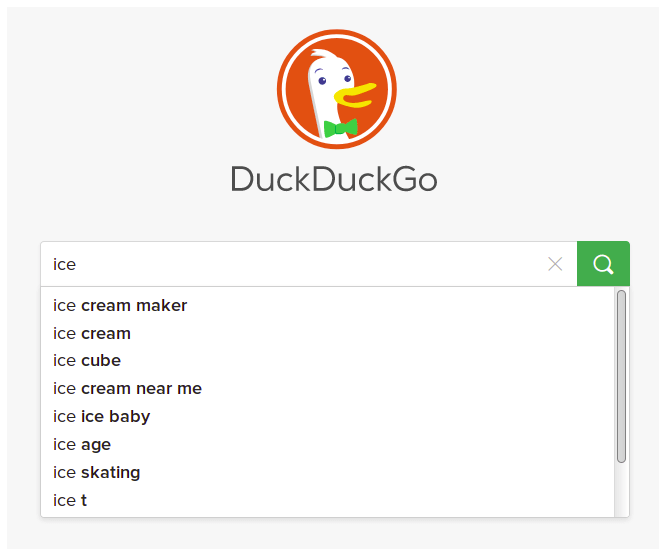 DuckDuckGo
ice
ice cream maker
ice cream
ice cube
ice cream near me
ice ice baby
ice age
ice skating
ice t